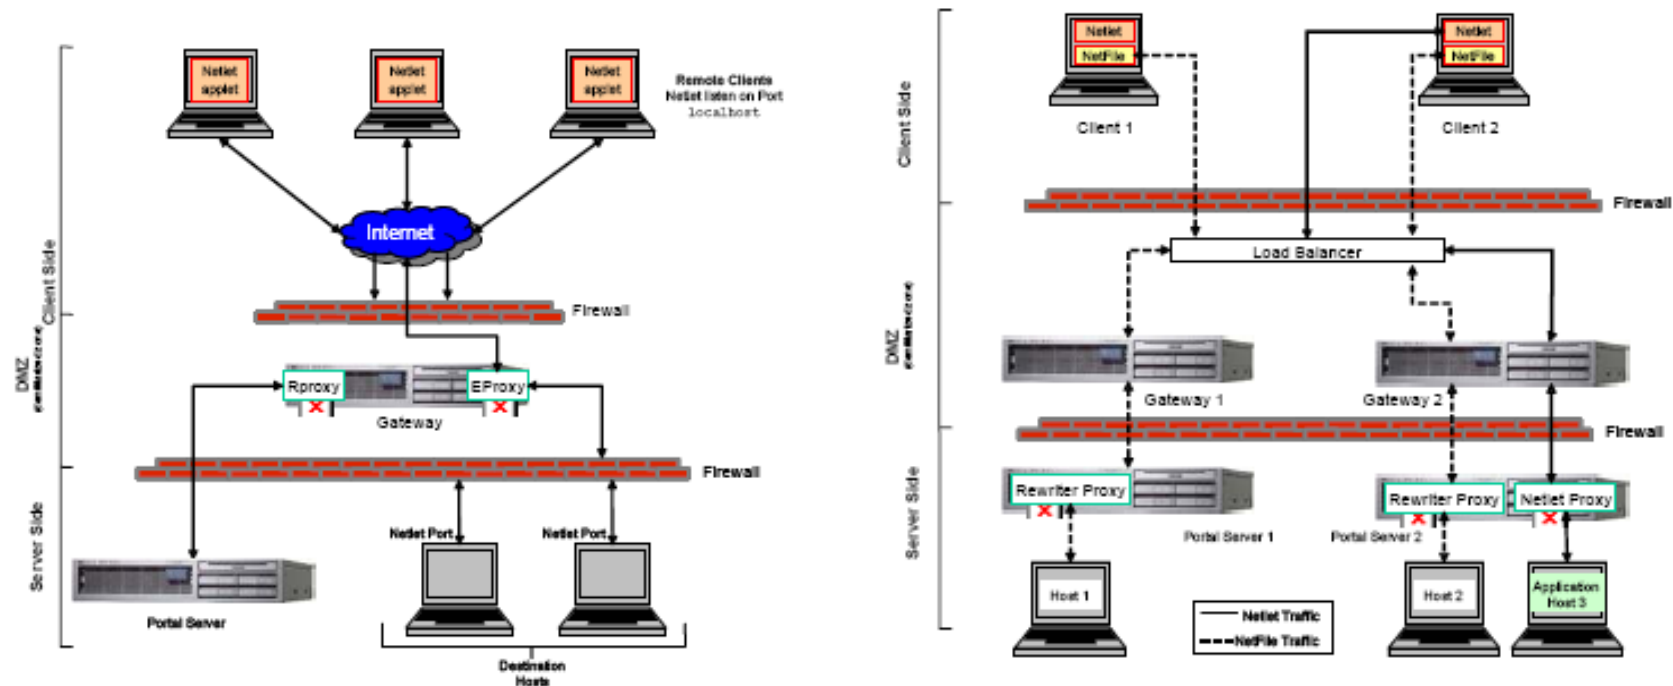 Netlet
applet
Netlet
applet
Netlet
applet
Remote Clients
Netlet listen on Port
localhost
Internet
Firewall
Client Side
DMZ
Rproxy
EProxy
Gateway
Firewall
Server Side
Netlet Port
Netlet Port
Portal Server
Destination
Hosts
Netlet
NetFile
Netlet
NetFile
Client 1
Client 2
Client Side
Firewall
Load Balancer
DMZ
Gateway 1
Gateway 2
Firewall
Server Side
Rewriter Proxy
Rewriter Proxy
Netlet Proxy
Portal Server 1
Portal Server 2
Host 1
Host 2
Application
Host 3
Netlet Traffic
NetFile Traffic